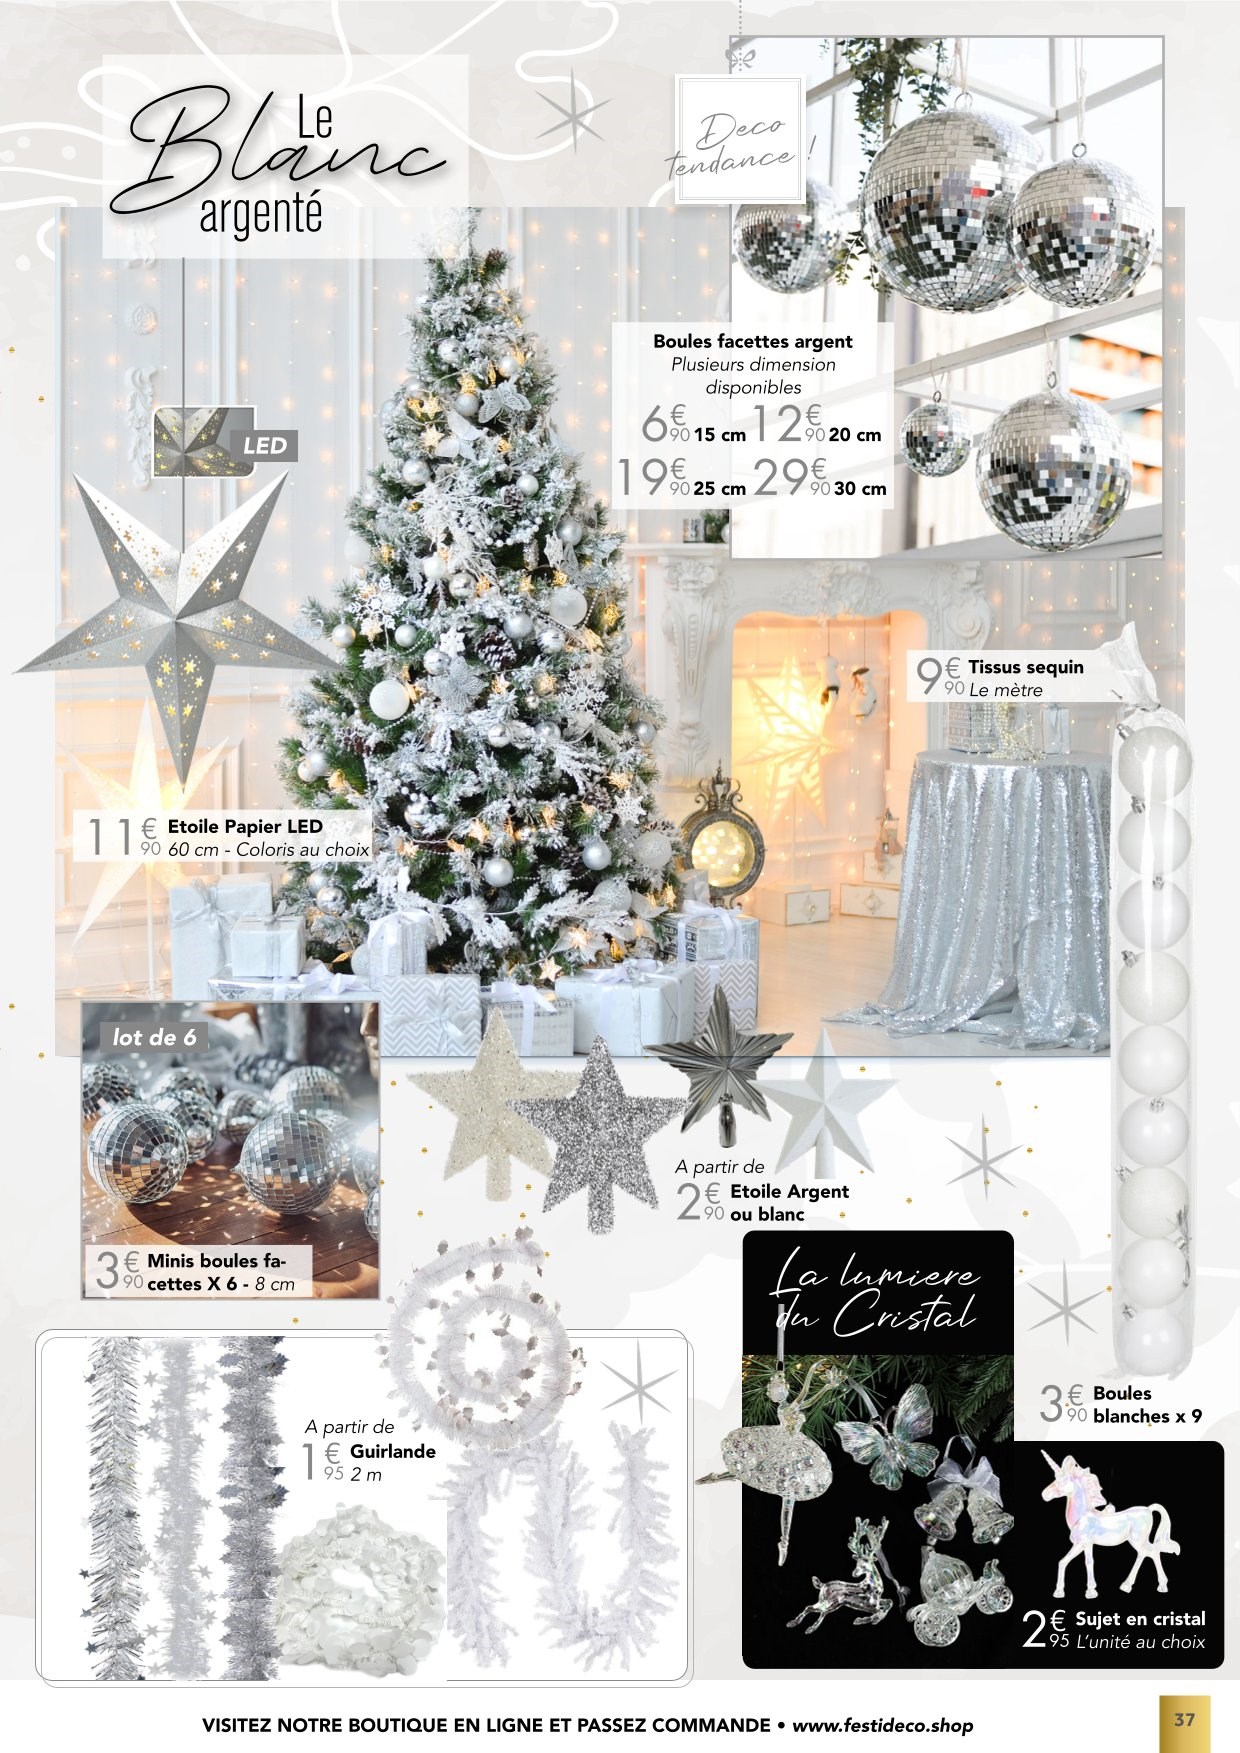 Le
Blanc
argenté
Deco
tendance !
Boules facettes argent
Plusieurs dimension
disponibles
6€90 15 cm 12€90 20 cm
19€90 25 cm 29€90 30 cm
LED
9€90 Tissus sequin
Le mètre
11€90 Etoile Papier LED
60 cm - Coloris au choix
lot de 6
A partir de
2€90 Etoile Argent
ou blanc
3€90 Minis boules fa-
cettes X 6 - 8 cm
La lumiere
du Cristal
3€90 Boules
blanches x 9
A partir de
1€95 Guirlande
2 m
2€95 Sujet en cristal
L'unité au choix
VISITEZ NOTRE BOUTIQUE EN LIGNE ET PASSEZ COMMANDE • www.festideco.shop
37